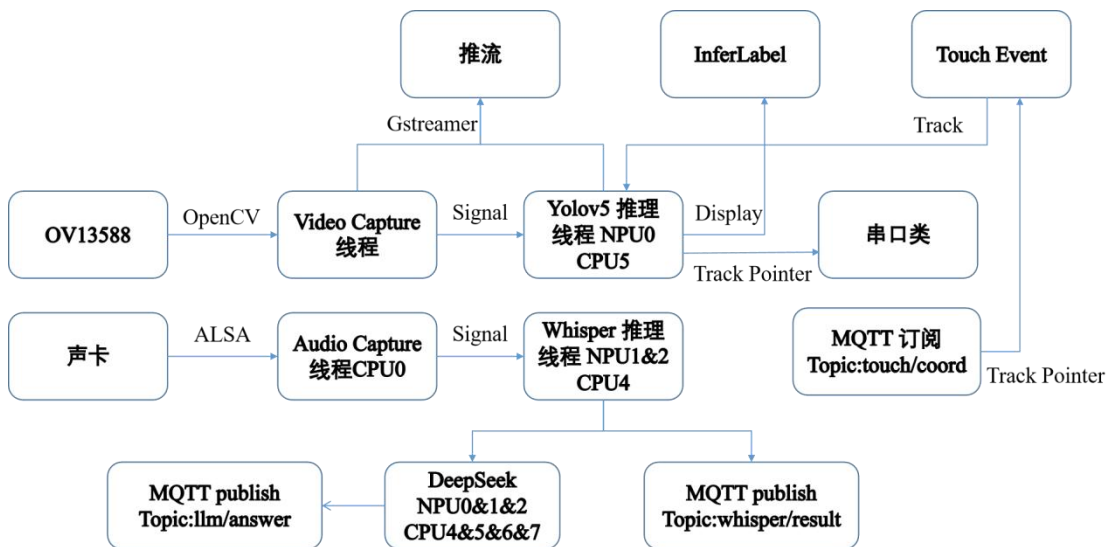 推流
InferLabel
Touch Event
Gstreamer
Track
OV13588
OpenCV
Video Capture
线程
Signal
Yolov5 推理
线程 NPU0
CPU5
Display
Track Pointer
串口类
声卡
ALSA
Audio Capture
线程CPU0
Signal
Whisper 推理
线程 NPU1&2
CPU4
MQTT 订阅
Topic:touch/coord
Track Pointer
MQTT publish
Topic:llm/answer
DeepSeek
NPU0&1&2
CPU4&5&6&7
MQTT publish
Topic:whisper/result